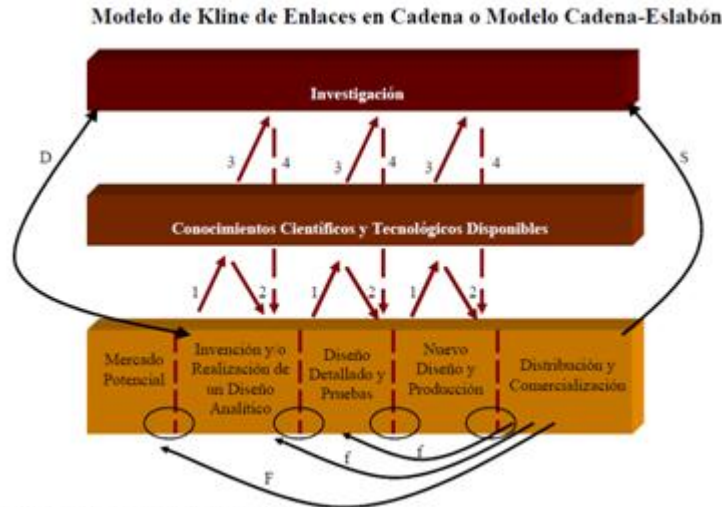 Modelo de Kline de Enlaces en Cadena o Modelo Cadena-Eslabón
Investigación
D
S
3
4
3
4
3
4
Conocimientos Científicos y Tecnológicos Disponibles
1
2
1
2
1
2
Mercado
Potencial
Invención y/o
Realización de
un Diseño
Analítico
Diseño
Detallado y
Pruebas
Nuevo
Diseño y
Producción
Distribución y
Comercialización
f
f
F